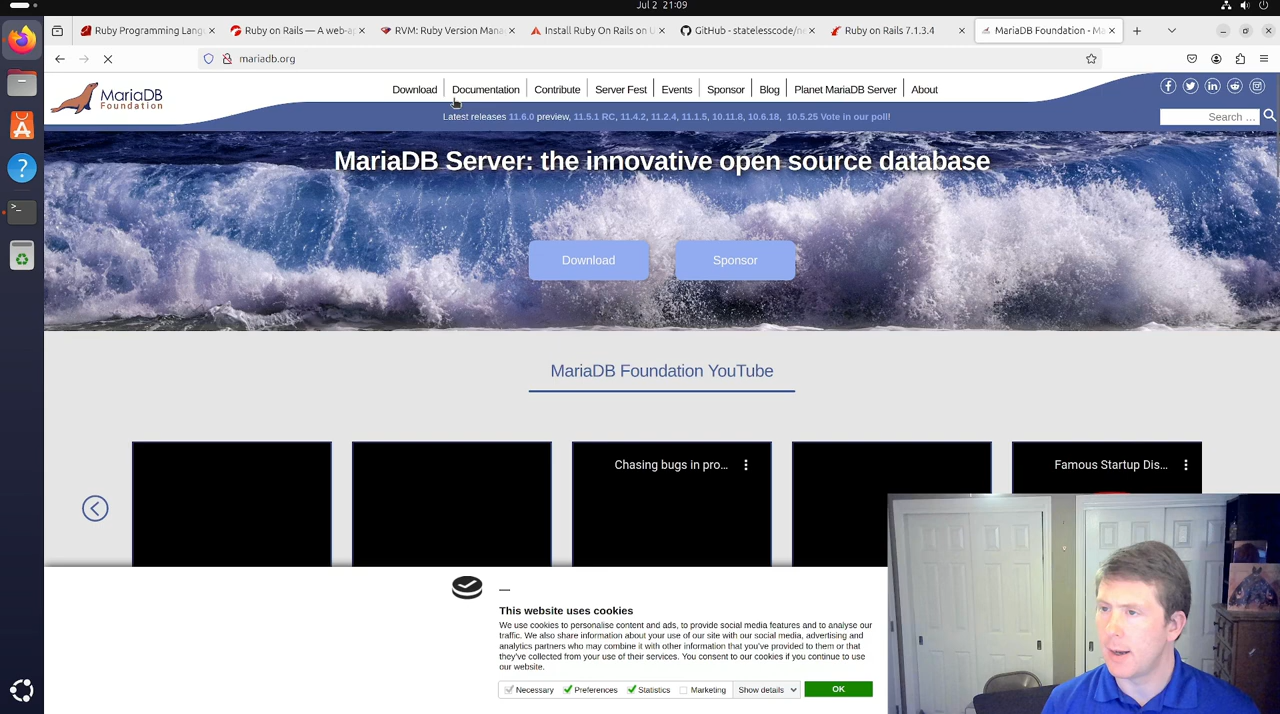 Jul 2 21:09
Ruby Programming Langu
Ruby on Rails — A web-ap
RVM: Ruby Version Mana
Install Ruby On Rails on U
GitHub - statelesscode/ne
Ruby on Rails 7.1.3.4
MariaDB Foundation - Ma
mariadb.org
MariaDB
Foundation
Download
Documentation
Contribute
Server Fest
Events
Sponsor
Blog
Planet MariaDB Server
About
Latest releases 11.6.0 preview, 11.5.1 RC, 11.4.2, 11.2.4, 11.1.5, 10.11.8, 10.6.18, 10.5.25 Vote in our poll!
Search ...
MariaDB Server: the innovative open source database
Download
Sponsor
MariaDB Foundation YouTube
Chasing bugs in pro...
Famous Startup Dis...
This website uses cookies
We use cookies to personalise content and ads, to provide social media features and to analyse our
traffic. We also share information about your use of our site with our social media, advertising and
analytics partners who may combine it with other information that you've provided to them or that
they've collected from your use of their services. You consent to our cookies if you continue to use
our website.
Necessary
Preferences
Statistics
Marketing
Show details
OK